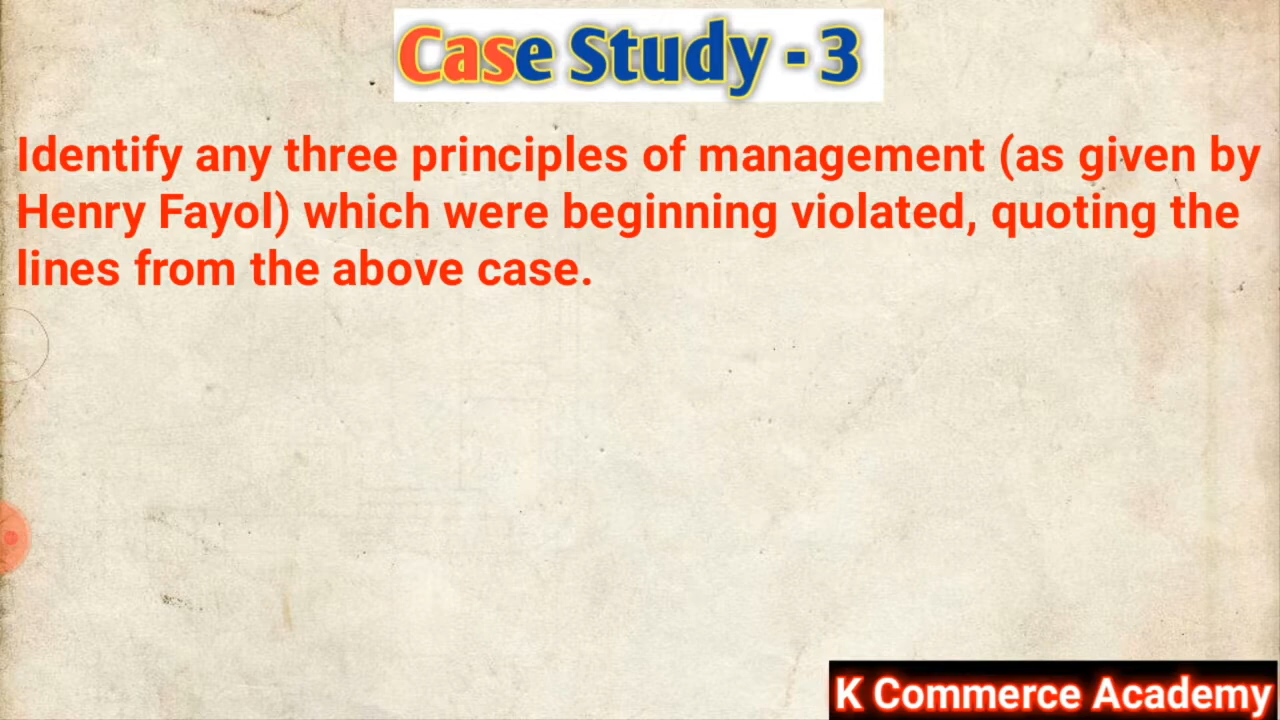 Case Study - 3
Identify any three principles of management (as given by
Henry Fayol) which were beginning violated, quoting the
lines from the above case.
K Commerce Academy